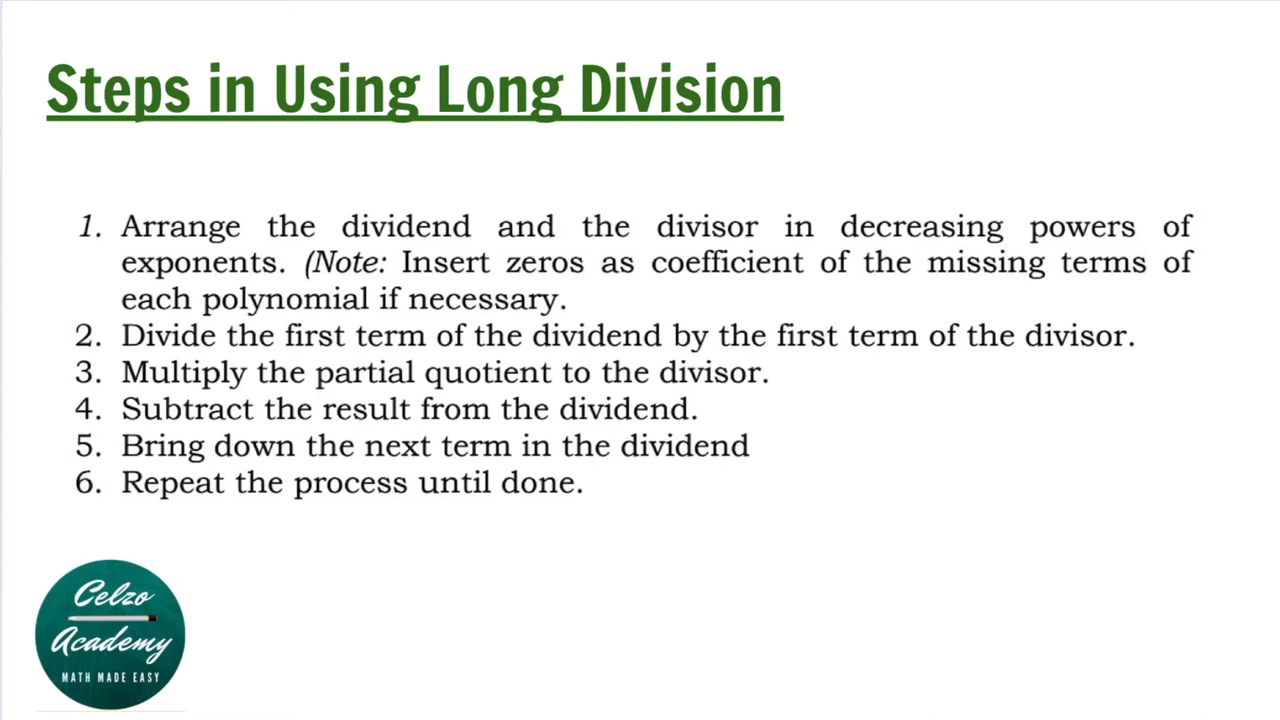 Steps in Using Long Division
1. Arrange the dividend and the divisor in decreasing powers of
exponents. (Note: Insert zeros as coefficient of the missing terms of
each polynomial if necessary.
2. Divide the first term of the dividend by the first term of the divisor.
3. Multiply the partial quotient to the divisor.
4. Subtract the result from the dividend.
5. Bring down the next term in the dividend
6. Repeat the process until done.
Celzo
Academy
MATH MADE EASY